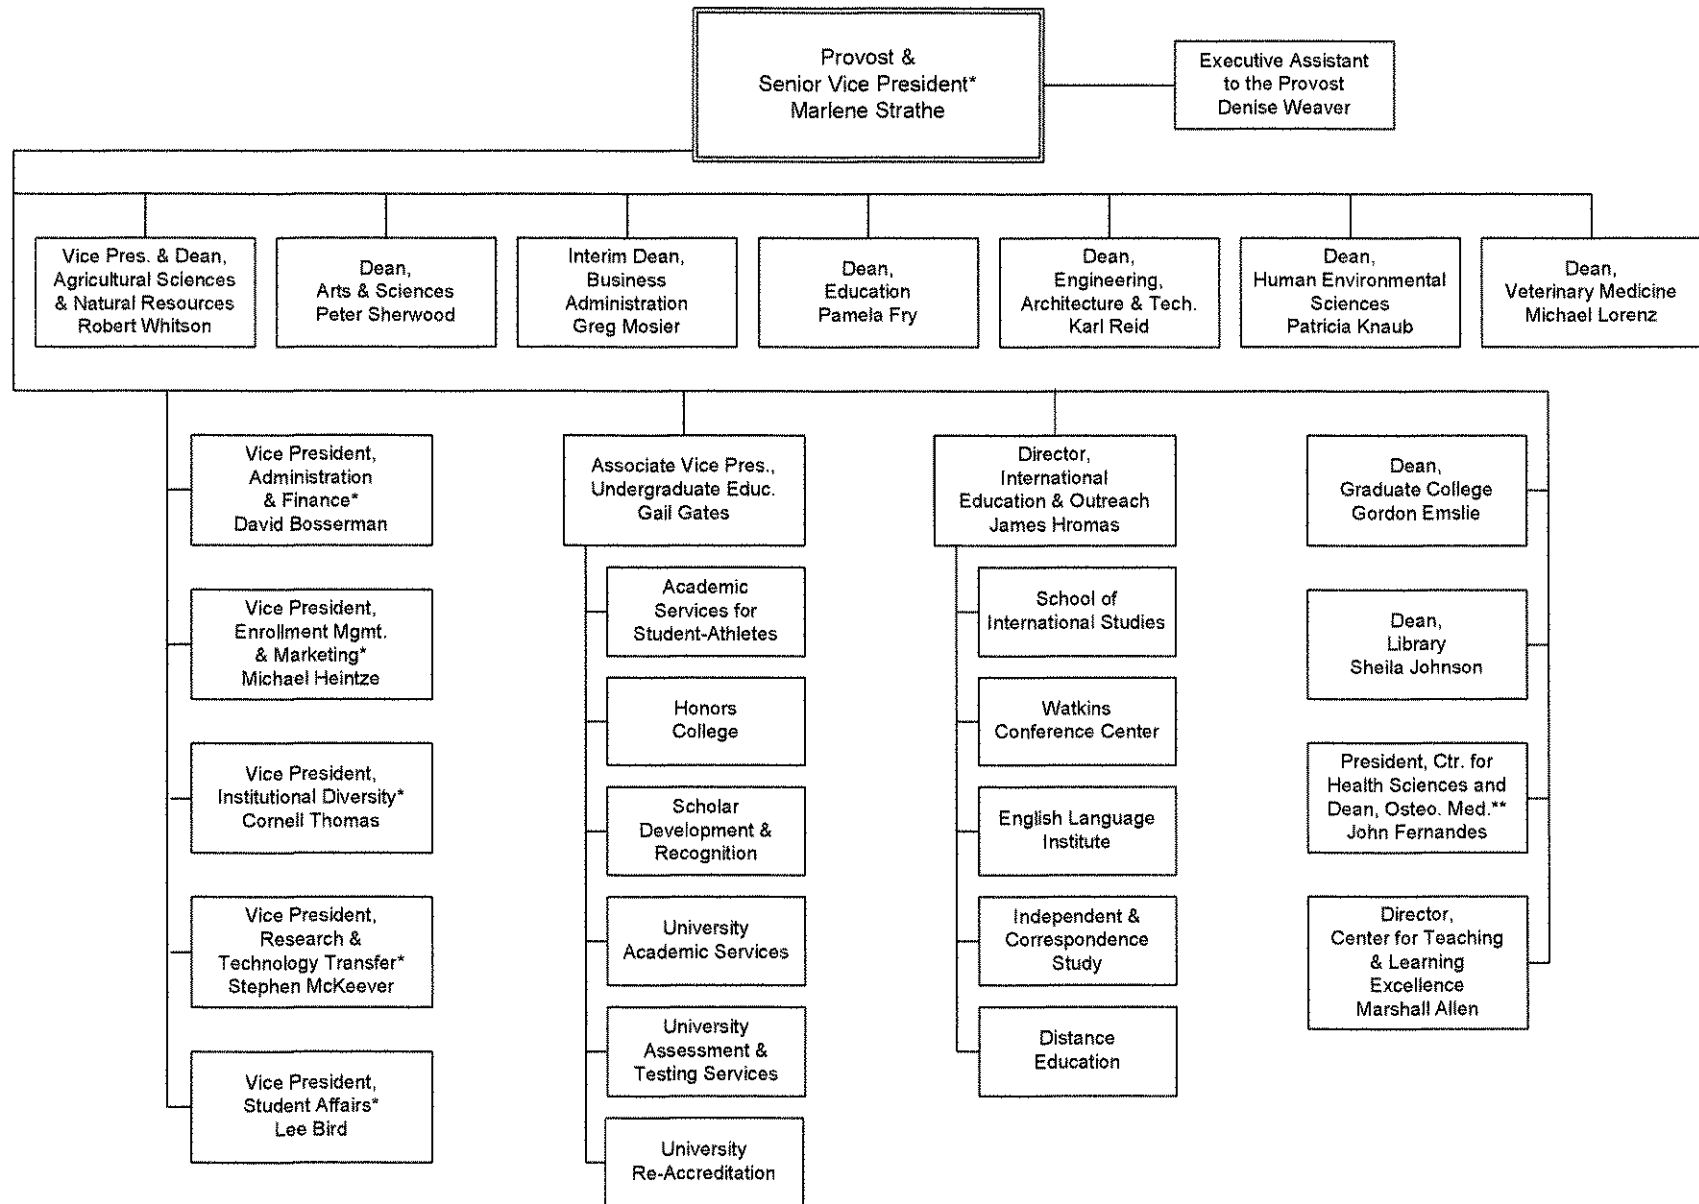 Provost &
Senior Vice President*
Marlene Strathe
Executive Assistant
to the Provost
Denise Weaver
Vice Pres. & Dean,
Agricultural Sciences
& Natural Resources
Robert Whitson
Dean,
Arts & Sciences
Peter Sherwood
Interim Dean,
Business
Administration
Greg Mosier
Dean,
Education
Pamela Fry
Dean,
Engineering,
Architecture & Tech.
Karl Reid
Dean,
Human Environmental
Sciences
Patricia Knaub
Dean,
Veterinary Medicine
Michael Lorenz
Vice President,
Administration
& Finance*
David Bosserman
Vice President,
Enrollment Mgmt.
& Marketing*
Michael Heintze
Vice President,
Institutional Diversity*
Cornell Thomas
Vice President,
Research &
Technology Transfer*
Stephen McKeever
Vice President,
Student Affairs*
Lee Bird
Associate Vice Pres.,
Undergraduate Educ.
Gail Gates
Academic
Services for
Student-Athletes
Honors
College
Scholar
Development &
Recognition
University
Academic Services
University
Assessment &
Testing Services
University
Re-Accreditation
Director,
International
Education & Outreach
James Hromas
School of
International Studies
Watkins
Conference Center
English Language
Institute
Independent &
Correspondence
Study
Distance
Education
Dean,
Graduate College
Gordon Emslie
Dean,
Library
Sheila Johnson
President, Ctr. for
Health Sciences and
Dean, Osteo. Med.**
John Fernandes
Director,
Center for Teaching
& Learning
Excellence
Marshall Allen